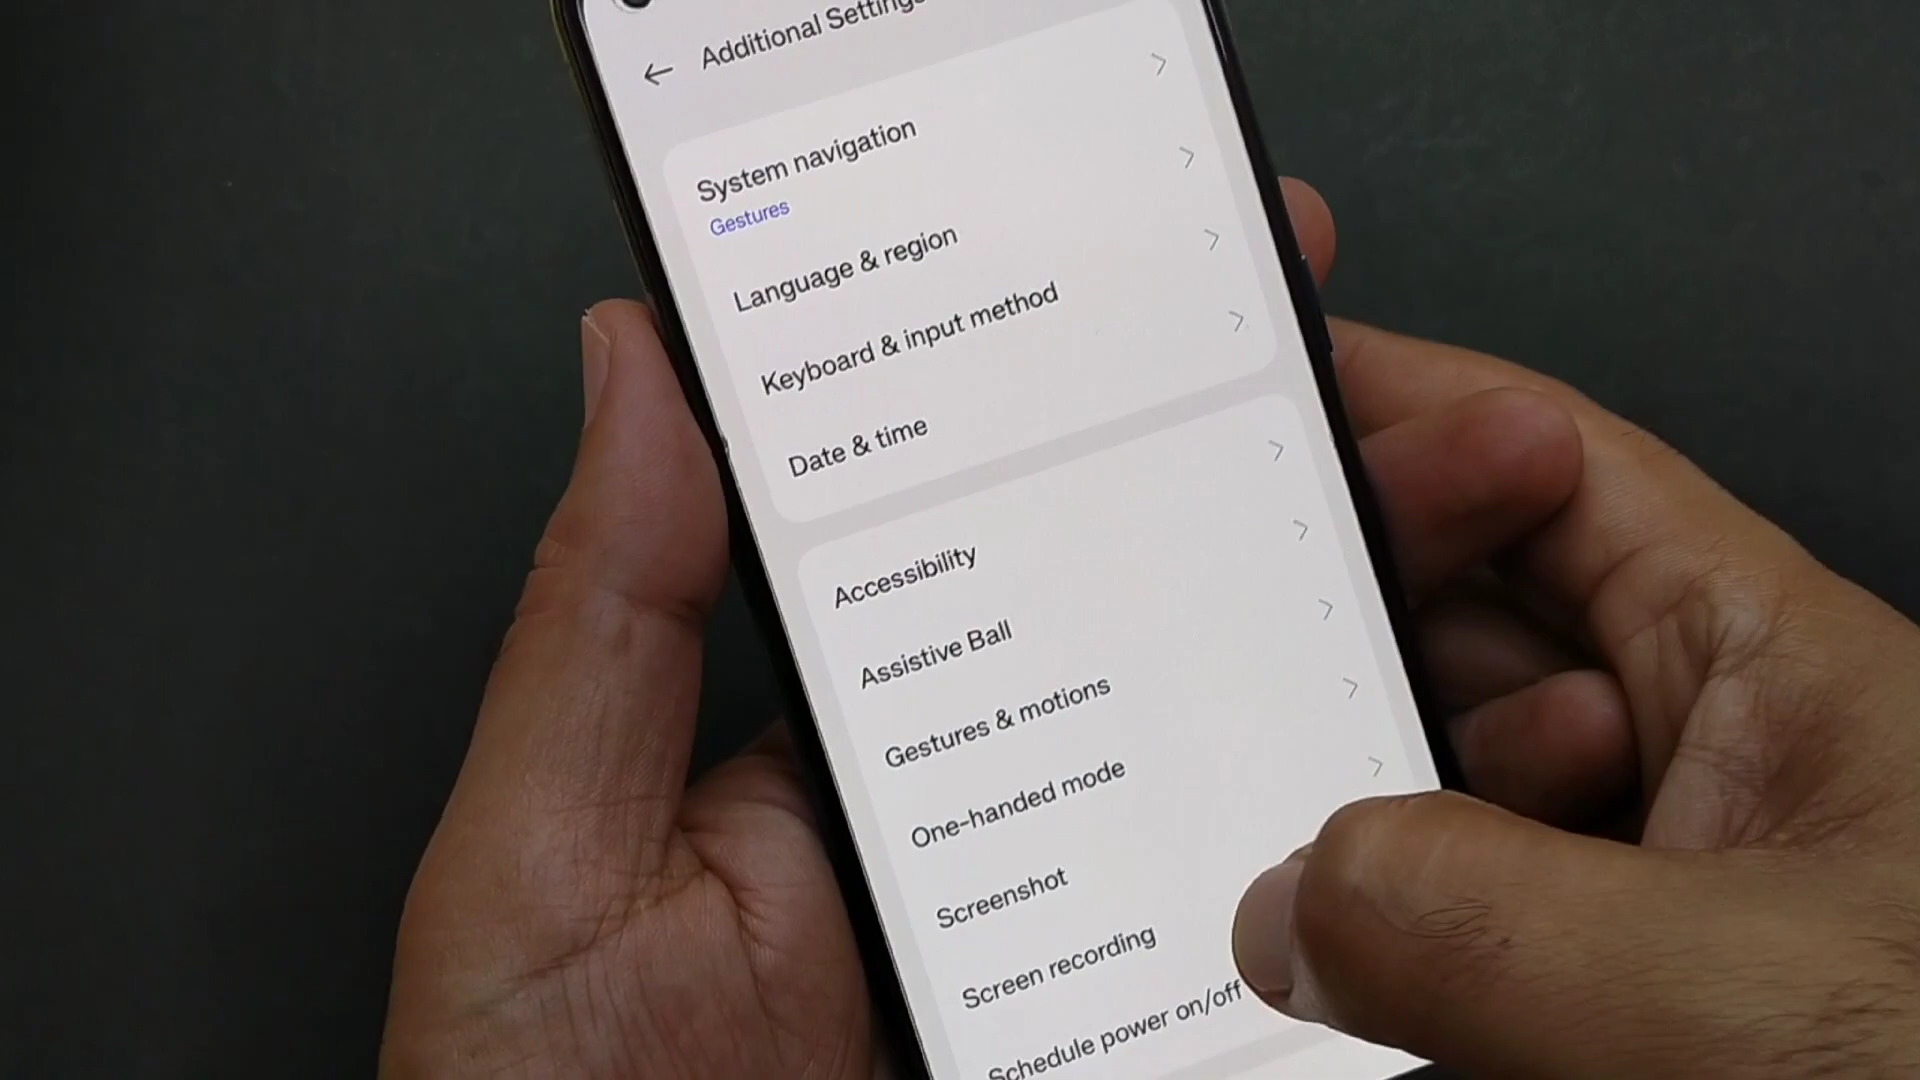 Additional Settings
System navigation
Gestures
Language & region
Keyboard & input method
Date & time
Accessibility
Assistive Ball
Gestures & motions
One-handed mode
Screenshot
Screen recording
Schedule power on/off